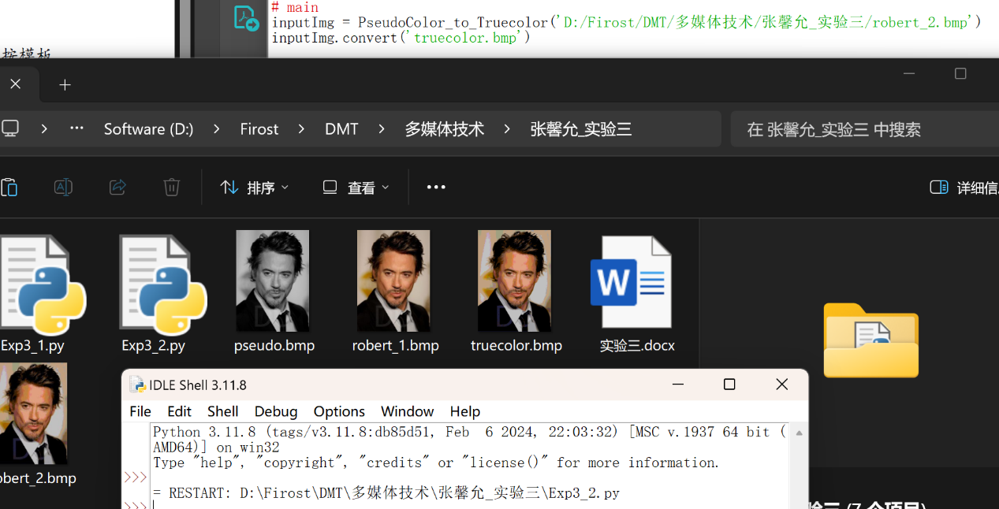 # main
inputImg = PseudoColor_to_Truecolor('D:/Firost/DMT/多媒体技术/张馨允_实验三/robert_2.bmp')
inputImg.convert('truecolor.bmp')
按模板
Software (D:) > Firost > DMT > 多媒体技术 > 张馨允_实验三
在 张馨允_实验三 中搜索
排序
查看
详细信
Exp3_1.py
Exp3_2.py
pseudo.bmp
robert_1.bmp
truecolor.bmp
实验三.docx
obert_2.bmp
IDLE Shell 3.11.8
File Edit Shell Debug Options Window Help
Python 3.11.8 (tags/v3.11.8:db85d51, Feb  6 2024, 22:03:32) [MSC v.1937 64 bit (
AMD64)] on win32
Type "help", "copyright", "credits" or "license()" for more information.
>>>
= RESTART: D:\Firost\DMT\多媒体技术\张馨允_实验三\Exp3_2.py
>>>
验三 (7 个项目)